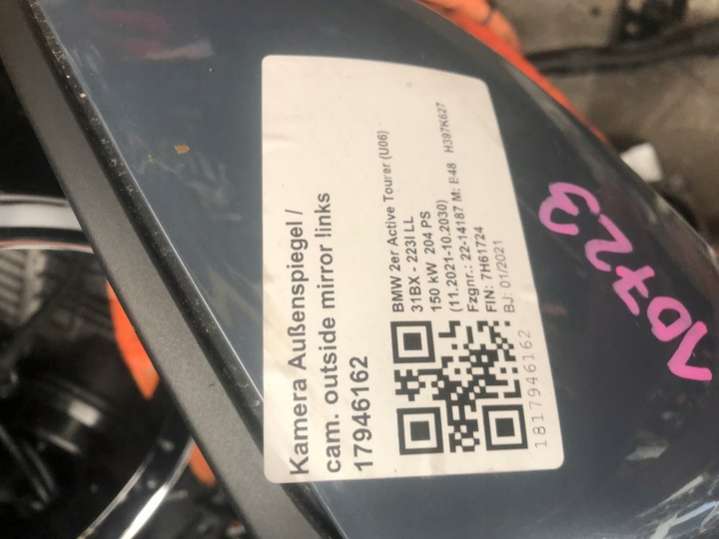 Kamera Außenspiegel /
cam. outside mirror links
17946162
BMW 2er Active Tourer (U06)
31BX - 223I LL
150 kW 204 PS
(11.2021-10.2030)
Fzgnr.: 22-14187 M: B48 H397K627
FIN: 7H61724
BJ: 01/2021
1817946162
10723